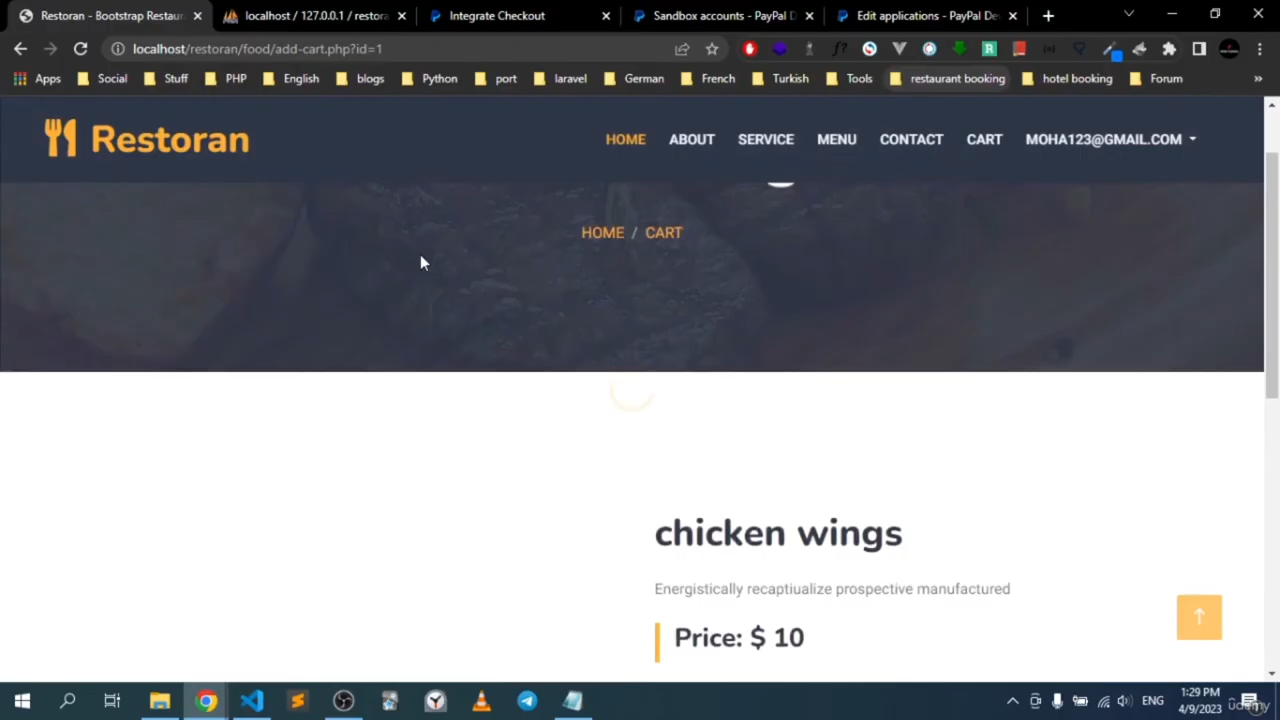 Restoran - Bootstrap Restaur
localhost / 127.0.0.1 / restora
Integrate Checkout
Sandbox accounts - PayPal D
Edit applications - PayPal De
localhost/restoran/food/add-cart.php?id=1
Apps
Social
Stuff
PHP
English
blogs
Python
port
laravel
German
French
Turkish
Tools
restaurant booking
hotel booking
Forum
»
Restoran
HOME
ABOUT
SERVICE
MENU
CONTACT
CART
MOHA123@GMAIL.COM
HOME / CART
chicken wings
Energistically recaptiualize prospective manufactured
Price: $ 10
ENG
1:29 PM
4/9/2023
udemy